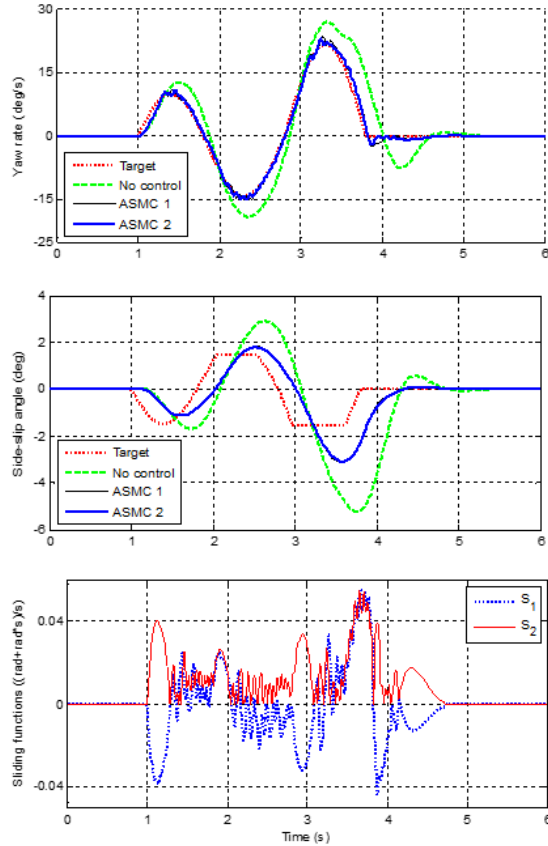 30
15
0
-15
-25
Yaw rate (deg/s)
Target
No control
ASMC 1
ASMC 2
0 1 2 3 4 5 6
4
2
0
-2
-4
-6
Side-slip angle (deg)
Target
No control
ASMC 1
ASMC 2
0 1 2 3 4 5 6
0.04
0
-0.04
Sliding functions ((rad+rad*s)/s)
S1
S2
0 1 2 3 4 5 6
Time (s)